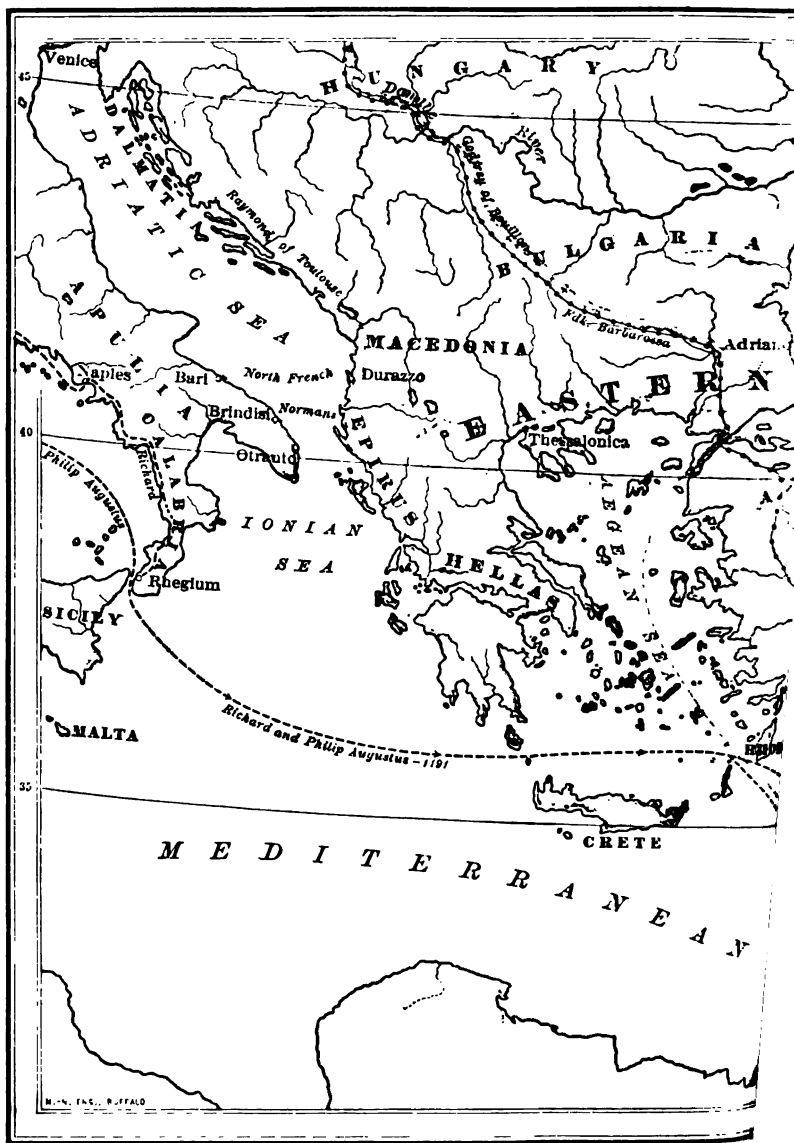 Venice
45
HUNGARY
Danube
River
DALMATIA
ADRIATIC SEA
Godfrey of Bouillon
Raymond of Toulouse
BULGARIA
Fdk. Barbarossa
APULIA
MACEDONIA
Adrian
aples
Bari
North French
Durazzo
EASTERN
Brindisi
Normans
40
Otranto
EPIRUS
Thessalonica
Philip Augustus
Richard
CALABRIA
IONIAN
SEA
AEGEAN SEA
A
HELLAS
Rhegium
SICILY
MALTA
Richard and Philip Augustus–1191
35
CRETE
MEDITERRANEAN
M.-N. ENG., BUFFALO